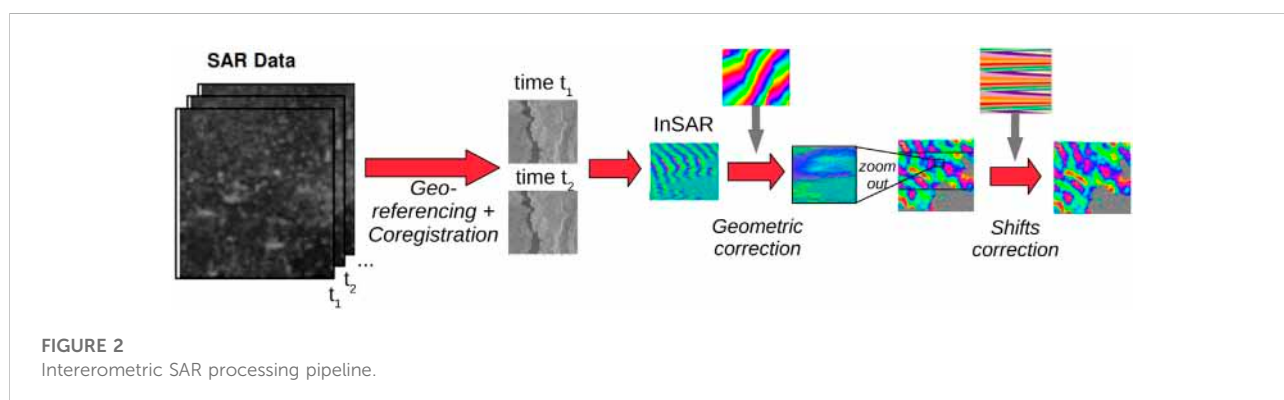 SAR Data
t1
t2
...
Geo-
referencing +
Coregistration
time t1
time t2
InSAR
Geometric
correction
zoom
out
Shifts
correction
FIGURE 2
Intererometric SAR processing pipeline.